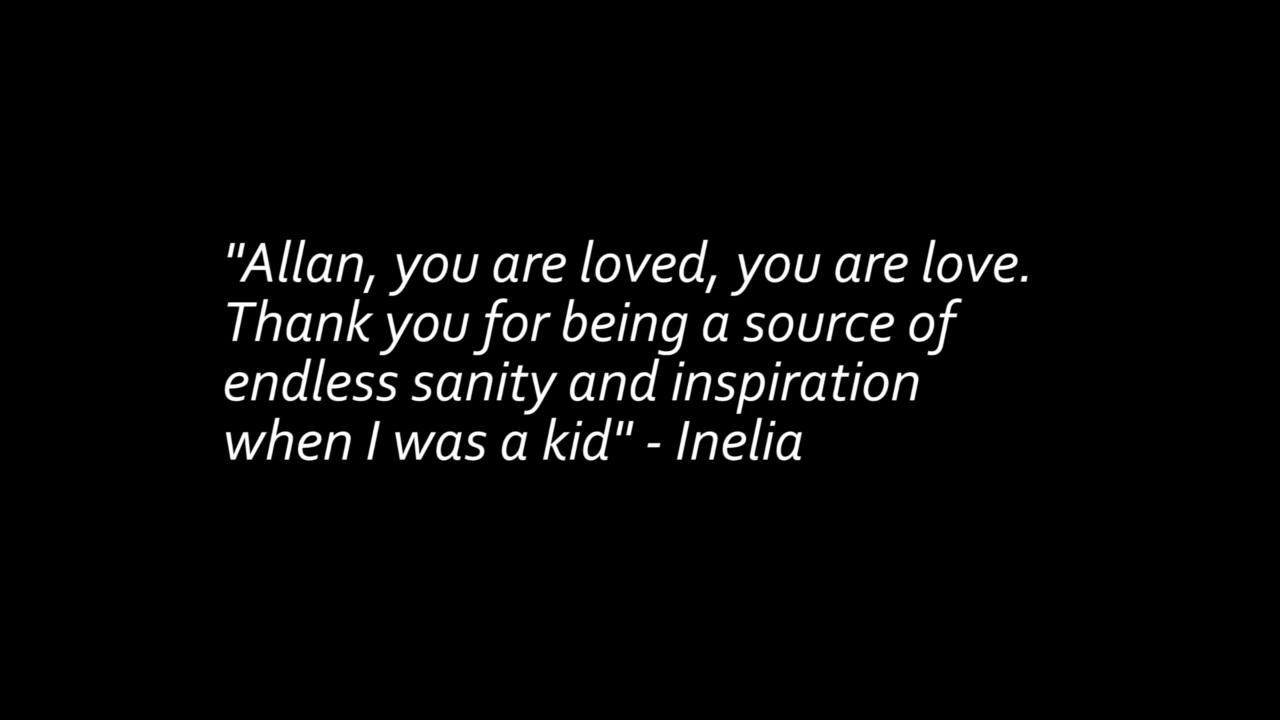 "Allan, you are loved, you are love.
Thank you for being a source of
endless sanity and inspiration
when I was a kid" - Inelia